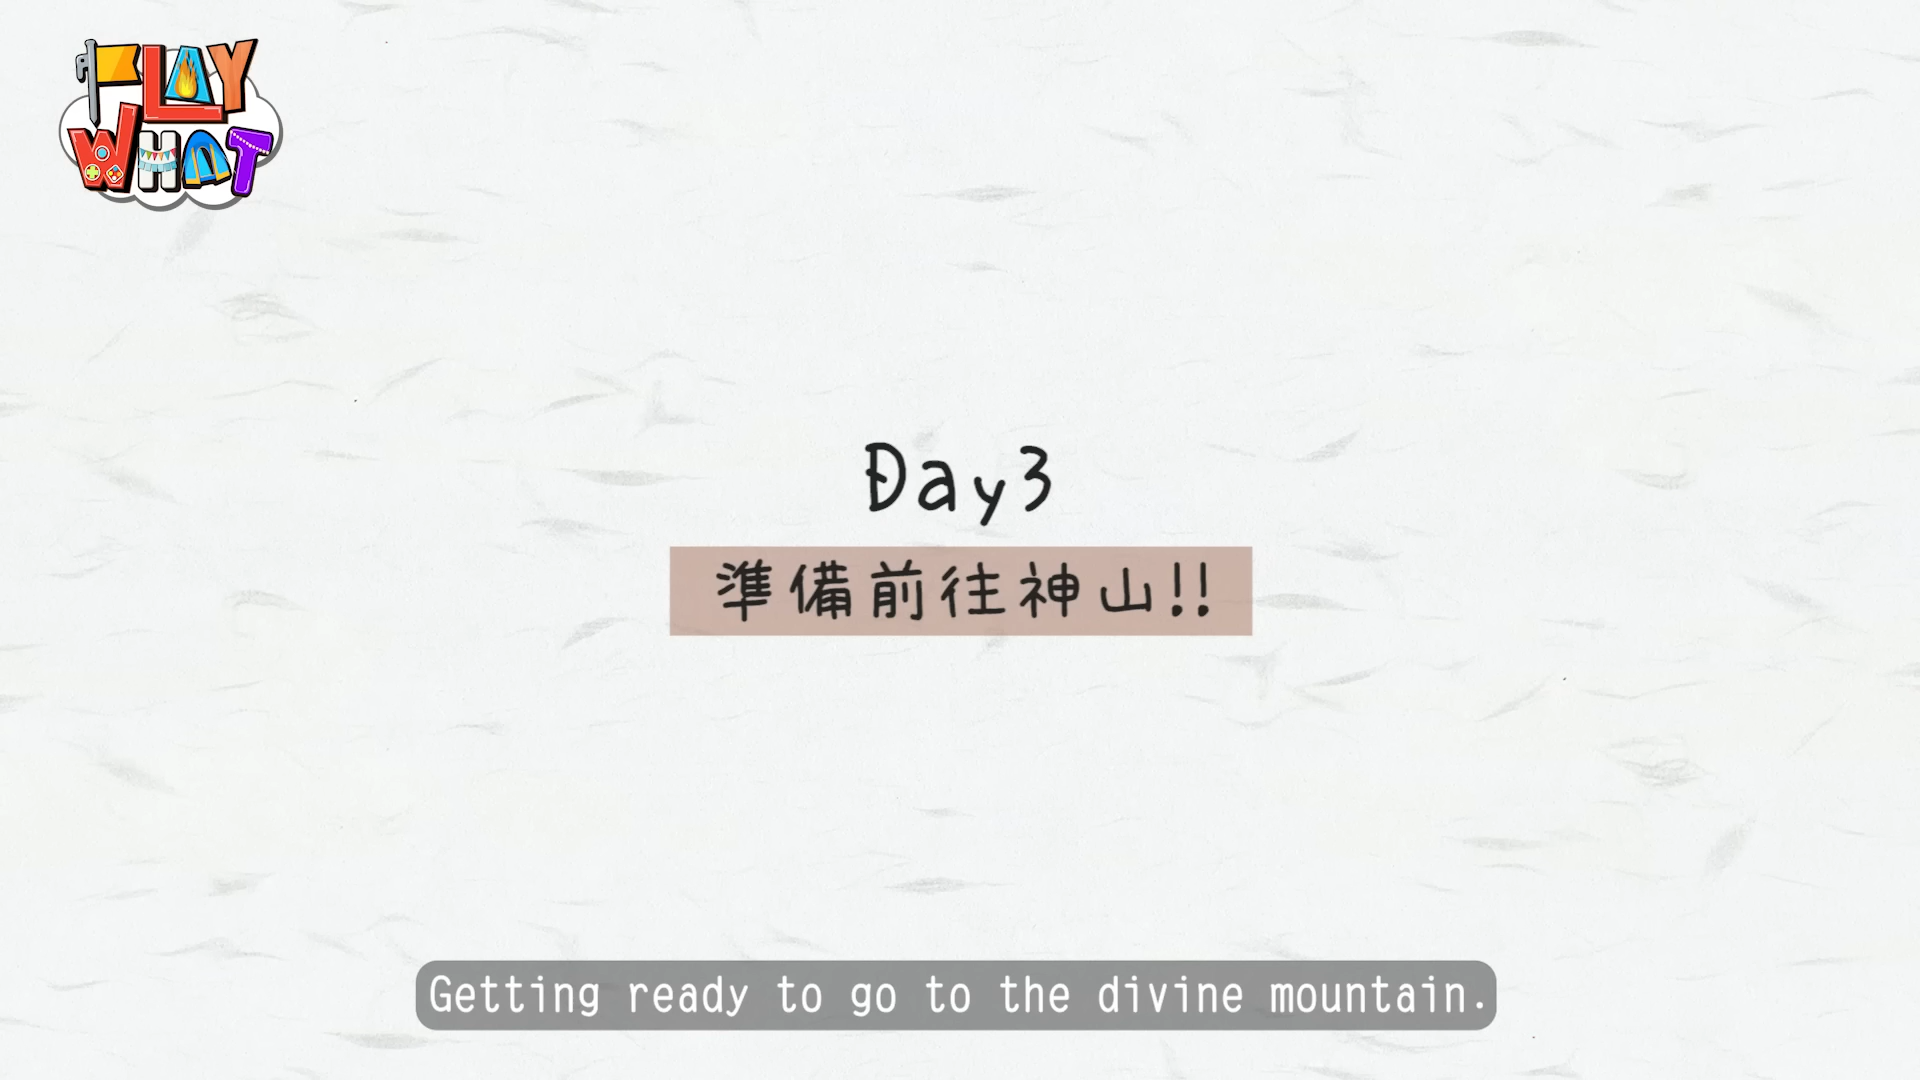 PLAY
WHAT
Day3
準備前往神山!!
Getting ready to go to the divine mountain.